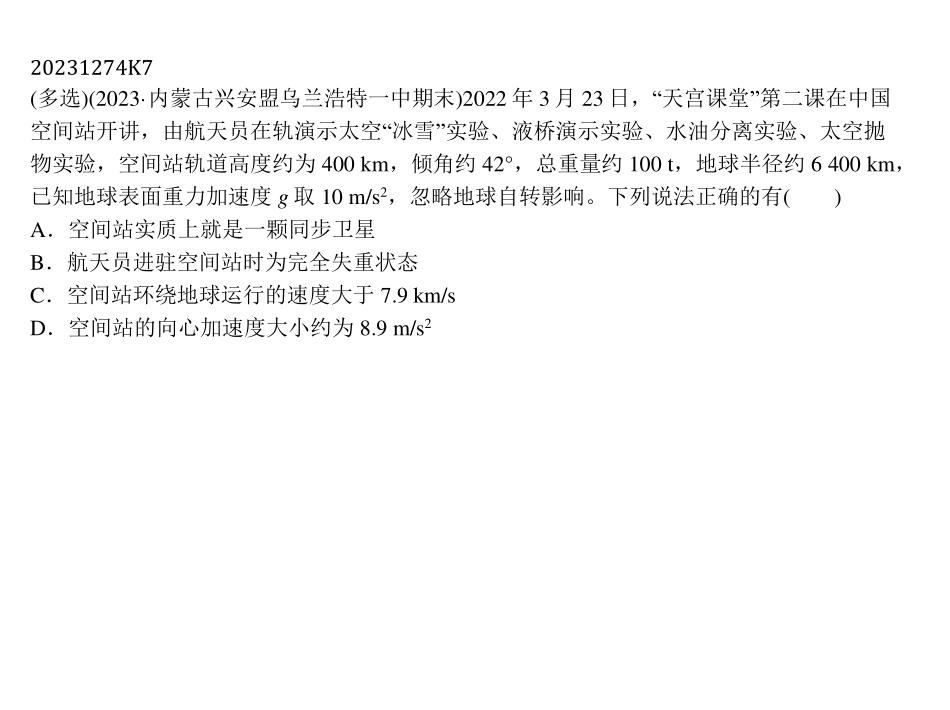 20231274K7
(多选)(2023·内蒙古兴安盟乌兰浩特一中期末)2022 年 3 月 23 日，“天宫课堂”第二课在中国
空间站开讲，由航天员在轨演示太空“冰雪”实验、液桥演示实验、水油分离实验、太空抛
物实验，空间站轨道高度约为 400 km，倾角约 42°，总重量约 100 t，地球半径约 6 400 km，
已知地球表面重力加速度 g 取 10 m/s²，忽略地球自转影响。下列说法正确的有(　　)
A．空间站实质上就是一颗同步卫星
B．航天员进驻空间站时为完全失重状态
C．空间站环绕地球运行的速度大于 7.9 km/s
D．空间站的向心加速度大小约为 8.9 m/s²